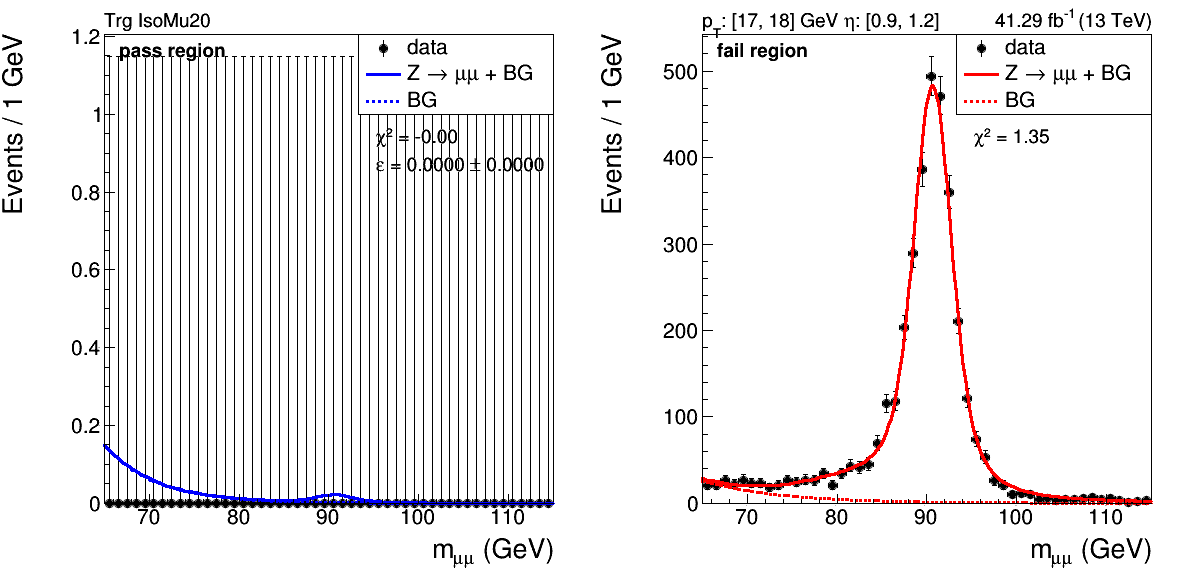 Trg IsoMu20
pass region
data
Z → μμ + BG
BG
χ² = -0.00
ε = 0.0000 ± 0.0000
Events / 1 GeV
1.2
1
0.8
0.6
0.4
0.2
0
70 80 90 100 110
mμμ (GeV)
pT: [17, 18] GeV η: [0.9, 1.2] 41.29 fb⁻¹ (13 TeV)
fail region
data
Z → μμ + BG
BG
χ² = 1.35
Events / 1 GeV
500
400
300
200
100
0
70 80 90 100 110
mμμ (GeV)